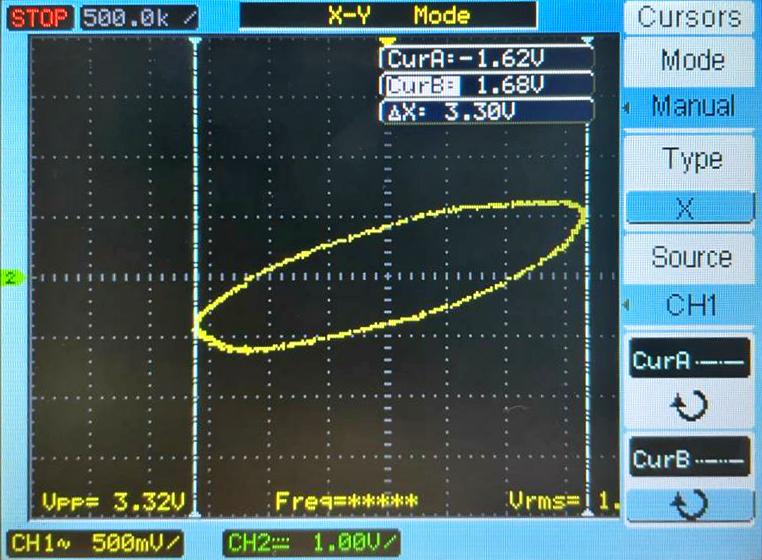 STOP 500.0k X-Y Mode Cursors
CurA:-1.62V
CurB: 1.68V
ΔX: 3.30V
Mode
Manual
Type
X
Source
CH1
CurA
CurB
2
Vpp= 3.32V Freq=***** Vrms= 1.
CH1~ 500mV/ CH2 1.00V/